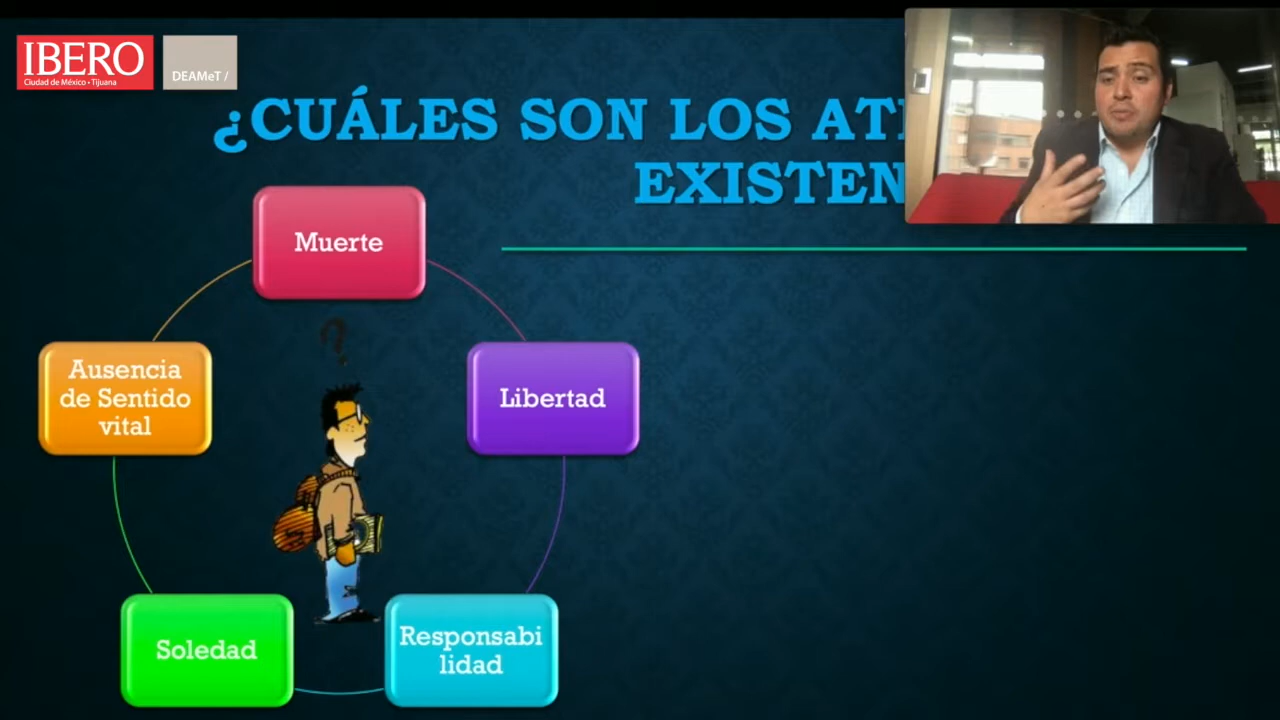 IBERO
Ciudad de México • Tijuana
DEAMeT /
¿CUÁLES SON LOS
EXISTEN
Muerte
Ausencia
de Sentido
vital
Libertad
?
Soledad
Responsabi
lidad